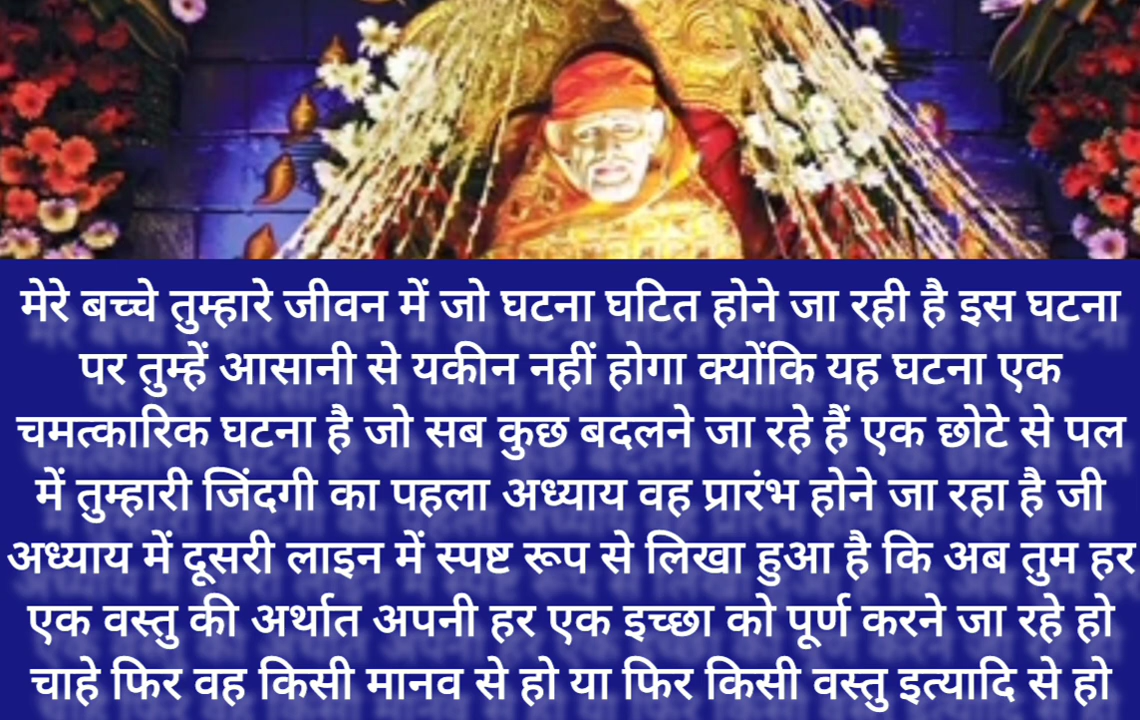 मेरे बच्चे तुम्हारे जीवन में जो घटना घटित होने जा रही है इस घटना
पर तुम्हें आसानी से यकीन नहीं होगा क्योंकि यह घटना एक
चमत्कारिक घटना है जो सब कुछ बदलने जा रहे हैं एक छोटे से पल
में तुम्हारी जिंदगी का पहला अध्याय वह प्रारंभ होने जा रहा है जी
अध्याय में दूसरी लाइन में स्पष्ट रूप से लिखा हुआ है कि अब तुम हर
एक वस्तु की अर्थात अपनी हर एक इच्छा को पूर्ण करने जा रहे हो
चाहे फिर वह किसी मानव से हो या फिर किसी वस्तु इत्यादि से हो